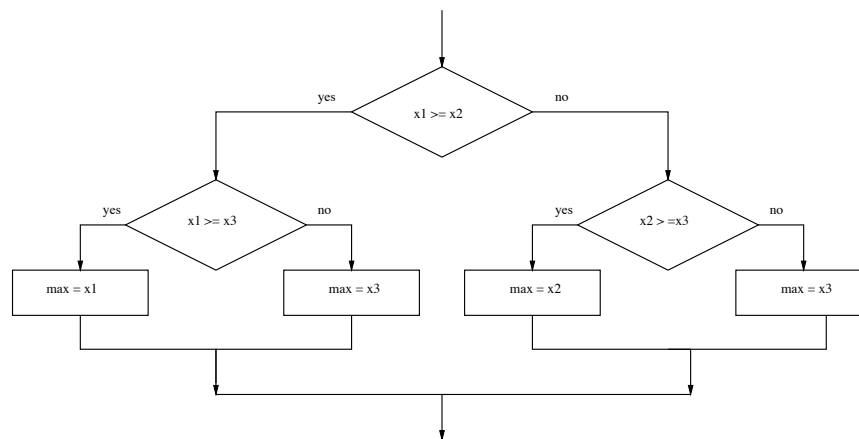 yes
no
x1 >= x2
yes
no
yes
no
x1 >= x3
x2 > =x3
max = x1
max = x3
max = x2
max = x3